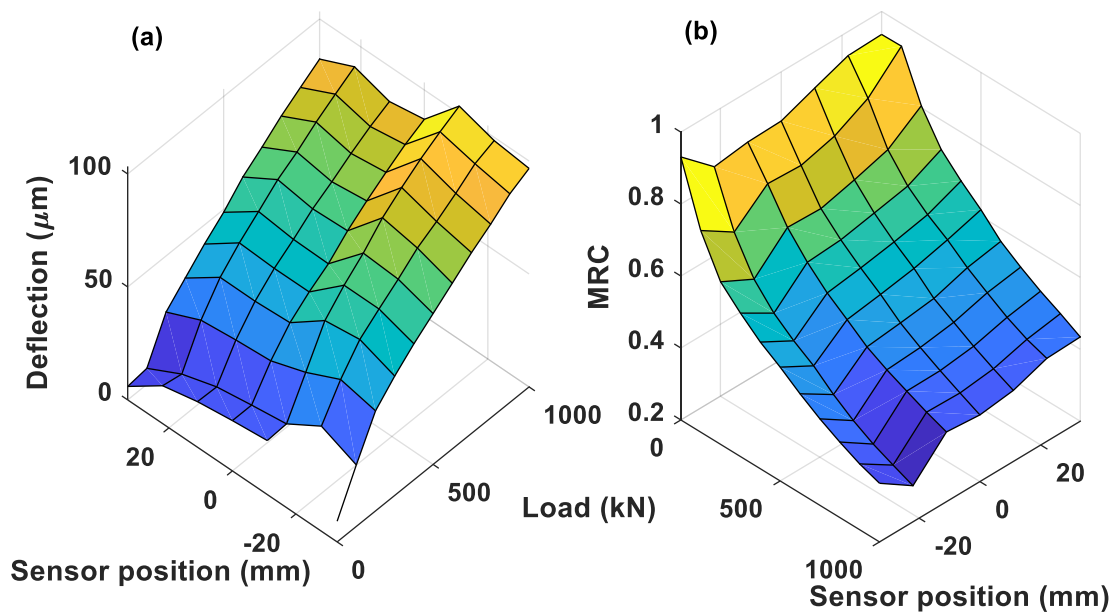 (a)
100
50
0
Deflection (μm)
20
0
-20
Sensor position (mm)
0
500
1000
Load (kN)
(b)
1
0.8
0.6
0.4
0.2
MRC
0
500
1000
20
0
-20
Sensor position (mm)